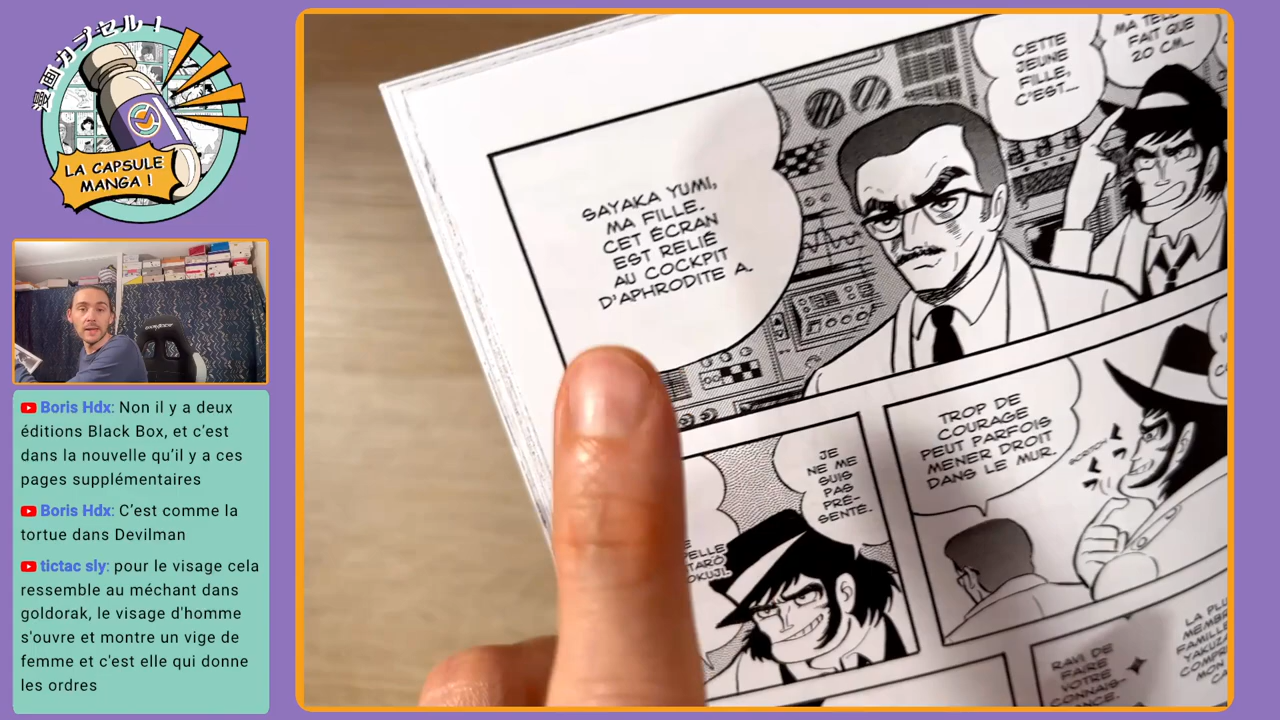 漫画カプセル！
LA CAPSULE
MANGA !
Boris Hdx: Non il y a deux
éditions Black Box, et c'est
dans la nouvelle qu'il y a ces
pages supplémentaires
Boris Hdx: C'est comme la
tortue dans Devilman
tictac sly: pour le visage cela
ressemble au méchant dans
goldorak, le visage d'homme
s'ouvre et montre un vige de
femme et c'est elle qui donne
les ordres
SAYAKA YUMI,
MA FILLE.
CET ÉCRAN
EST RELIÉ
AU COCKPIT
D'APHRODITE A.
CETTE
JEUNE
FILLE,
C'EST...
FAIT QUE
20 CM...
JE
NE ME
SUIS
PAS
PRÉ-
SENTÉ.
TROP DE
COURAGE
PEUT PARFOIS
MENER DROIT
DANS LE MUR.
RAVI DE
FAIRE
VOTRE
CONNAIS-
LA PLU